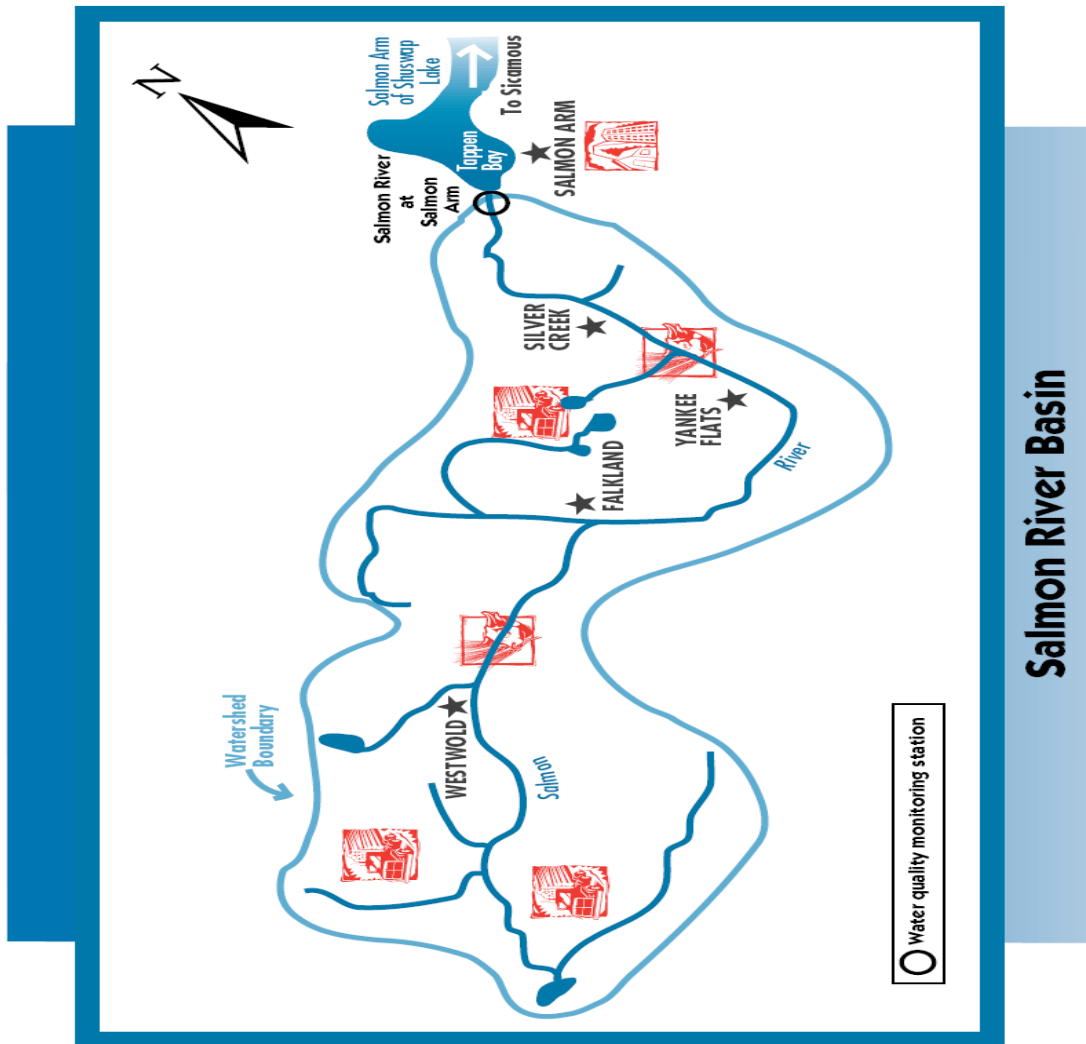 N
Salmon Arm
of Shuswap
Lake
To Sicamous
Tappen
Bay
Salmon River
at
Salmon
Arm
SALMON ARM
SILVER
CREEK
YANKEE
FLATS
FALKLAND
River
Watershed
Boundary
WESTWOLD
Salmon
Water quality monitoring station
Salmon River Basin